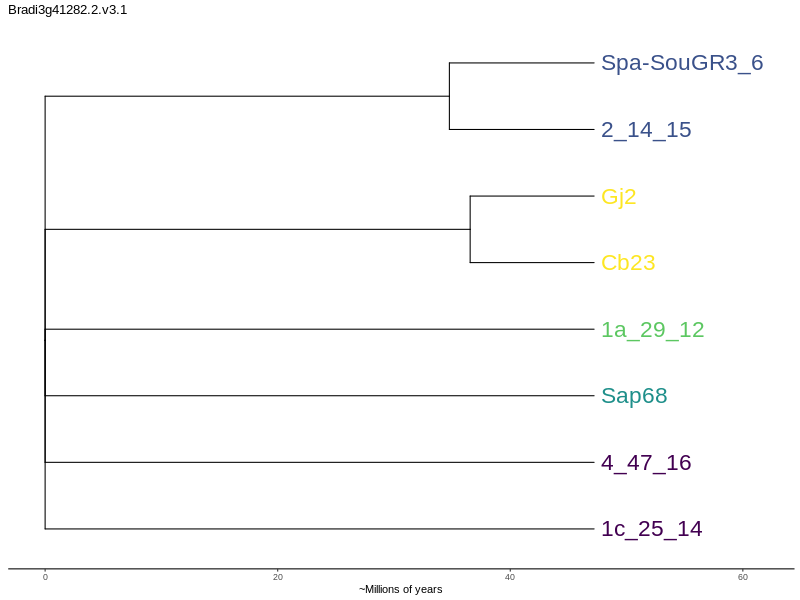 Bradi3g41282.2.v3.1
Spa-SouGR3_6
2_14_15
Gj2
Cb23
1a_29_12
Sap68
4_47_16
1c_25_14
0 20 40 60
~Millions of years